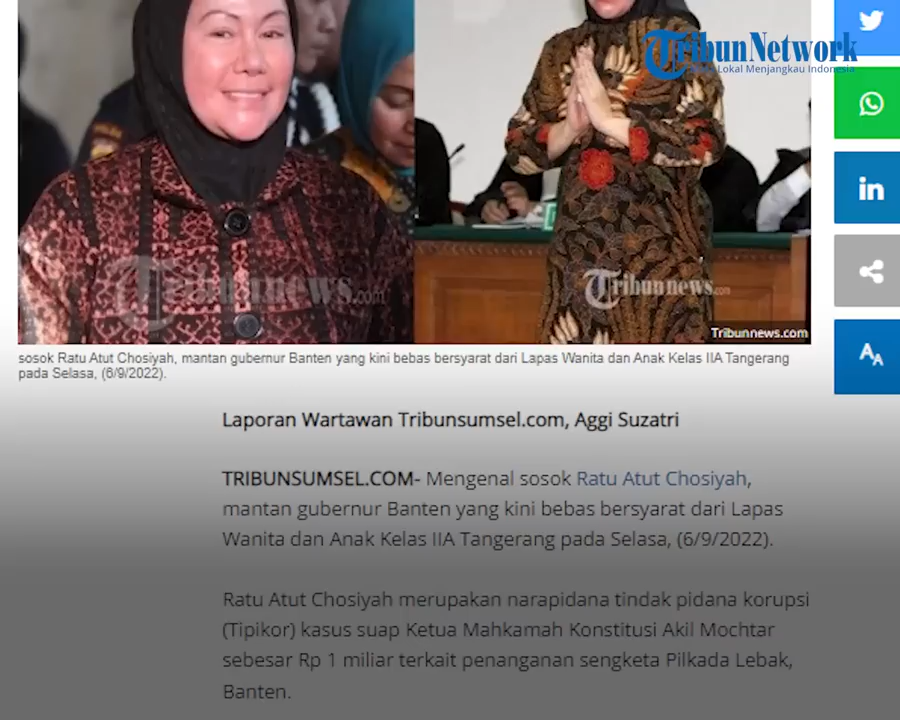 TribunNetwork
Lokal Menjangkau Indonesia
Tribunnews.com
Tribunnews.com
Tribunnews.com
sosok Ratu Atut Chosiyah, mantan gubernur Banten yang kini bebas bersyarat dari Lapas Wanita dan Anak Kelas IIA Tangerang
pada Selasa, (6/9/2022).
Laporan Wartawan Tribunsumsel.com, Aggi Suzatri
TRIBUNSUMSEL.COM- Mengenal sosok Ratu Atut Chosiyah,
mantan gubernur Banten yang kini bebas bersyarat dari Lapas
Wanita dan Anak Kelas IIA Tangerang pada Selasa, (6/9/2022).
Ratu Atut Chosiyah merupakan narapidana tindak pidana korupsi
(Tipikor) kasus suap Ketua Mahkamah Konstitusi Akil Mochtar
sebesar Rp 1 miliar terkait penanganan sengketa Pilkada Lebak,
Banten.
in
AA